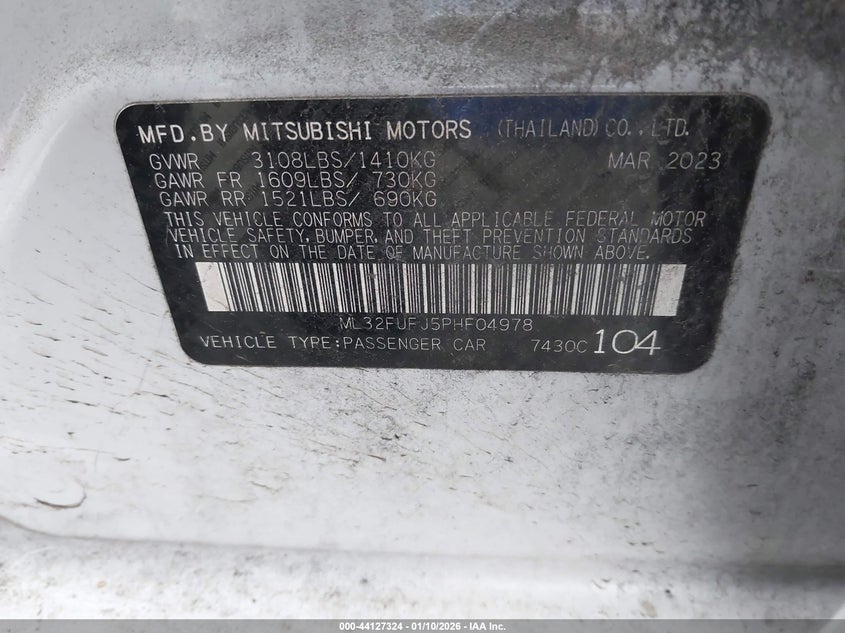 MFD.BY MITSUBISHI MOTORS (THAILAND)CO.,LTD.
GVWR 3108LBS/1410KG MAR 2023
GAWR FR 1609LBS/ 730KG
GAWR RR 1521LBS/ 690KG
THIS VEHICLE CONFORMS TO ALL APPLICABLE FEDERAL MOTOR
VEHICLE SAFETY, BUMPER, AND THEFT PREVENTION STANDARDS
IN EFFECT ON THE DATE OF MANUFACTURE SHOWN ABOVE.
ML32FUFJ5PHF04978
VEHICLE TYPE:PASSENGER CAR 7430C 104
000-44127324 - 01/10/2026 - IAA Inc.